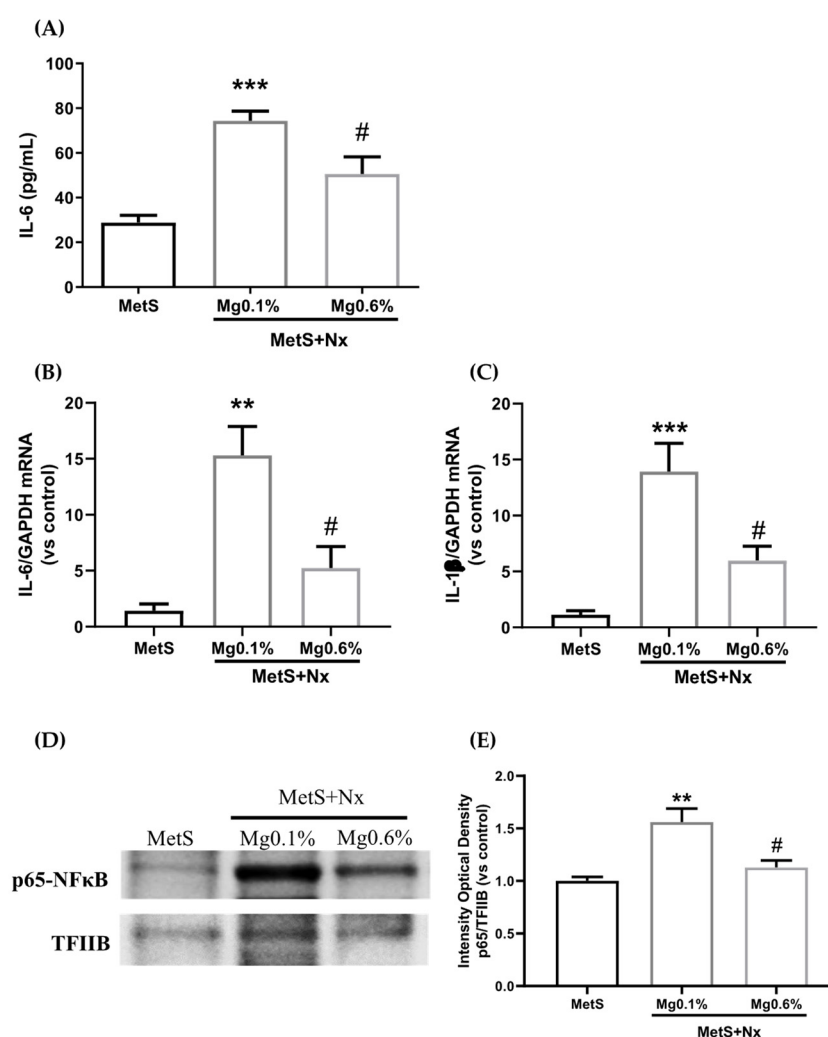 (A)
IL-6 (pg/mL)
100
80
60
40
20
0
***
#
MetS
Mg0.1%
Mg0.6%
MetS+Nx
(B)
IL-6/GAPDH mRNA
(vs control)
20
15
10
5
0
**
#
MetS
Mg0.1%
Mg0.6%
MetS+Nx
(C)
IL-1β/GAPDH mRNA
(vs control)
20
15
10
5
0
***
#
MetS
Mg0.1%
Mg0.6%
MetS+Nx
(D)
MetS+Nx
MetS
Mg0.1%
Mg0.6%
p65-NFκB
TFIIB
(E)
Intensity Optical Density
p65/TFIIB (vs control)
2.0
1.5
1.0
0.5
0.0
**
#
MetS
Mg0.1%
Mg0.6%
MetS+Nx